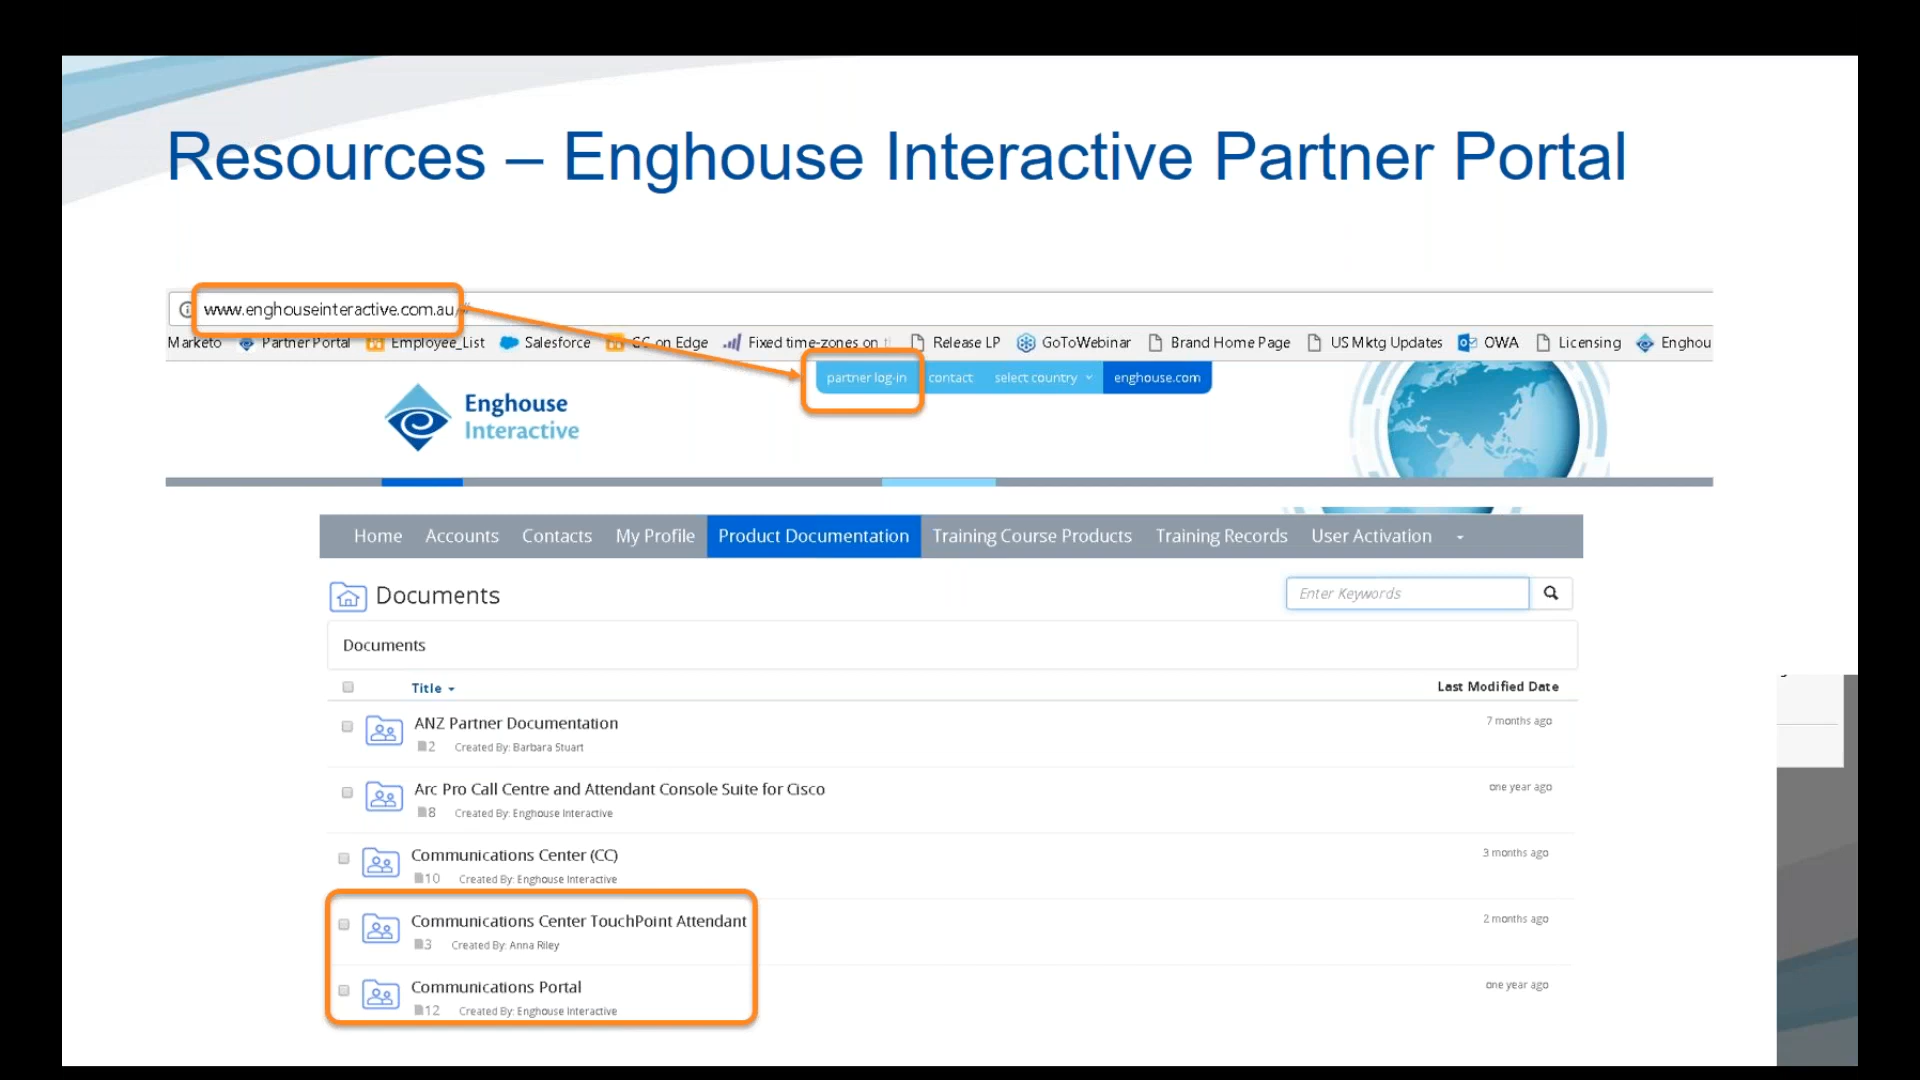 Resources – Enghouse Interactive Partner Portal
www.enghouseinteractive.com.au/#
Marketo Partner Portal Employee_List Salesforce CC on Edge Fixed time-zones on Release LP GoToWebinar Brand Home Page US Mktg Updates OWA Licensing Enghou
partner log-in contact select country enghouse.com
Enghouse
Interactive
Home Accounts Contacts My Profile Product Documentation Training Course Products Training Records User Activation
Documents Enter Keywords
Documents
Title Last Modified Date
ANZ Partner Documentation 7 months ago
2 Created By: Barbara Stuart
Arc Pro Call Centre and Attendant Console Suite for Cisco one year ago
8 Created By: Enghouse Interactive
Communications Center (CC) 3 months ago
10 Created By: Enghouse Interactive
Communications Center TouchPoint Attendant 2 months ago
3 Created By: Anna Riley
Communications Portal one year ago
12 Created By: Enghouse Interactive